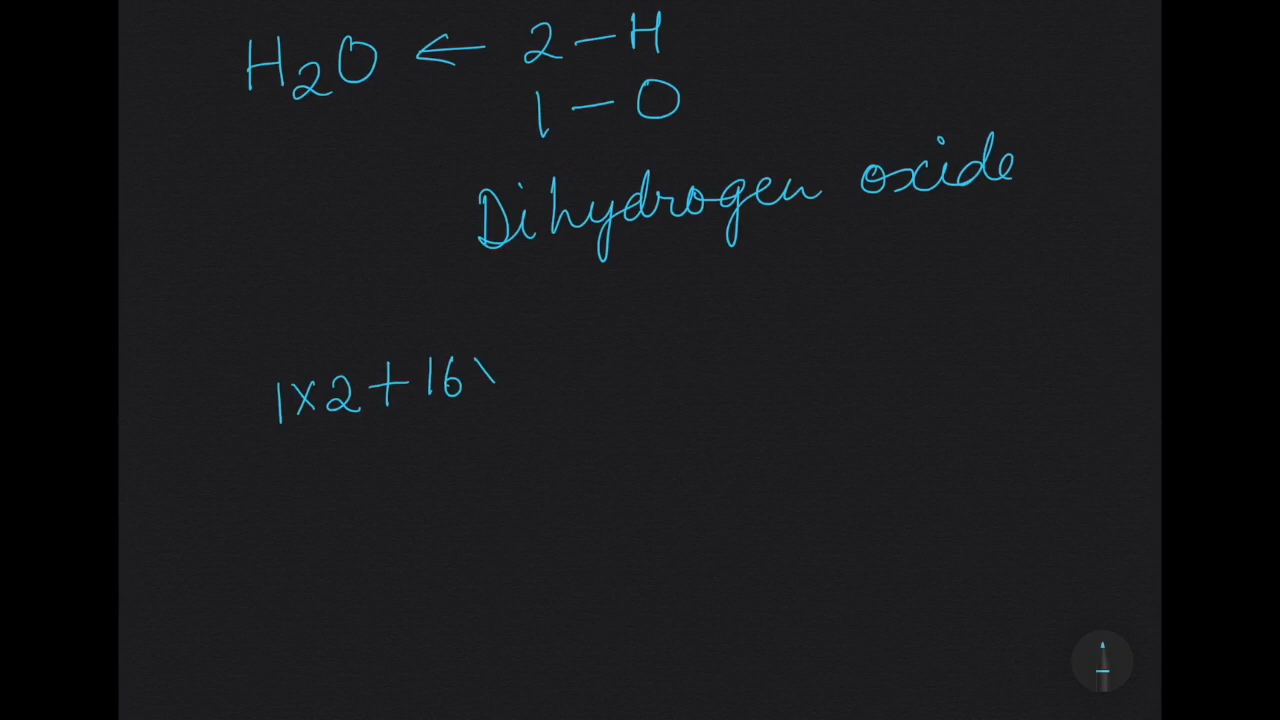 H₂O ← 2 – H
1 – O
Dihydrogen oxide
1×2+16